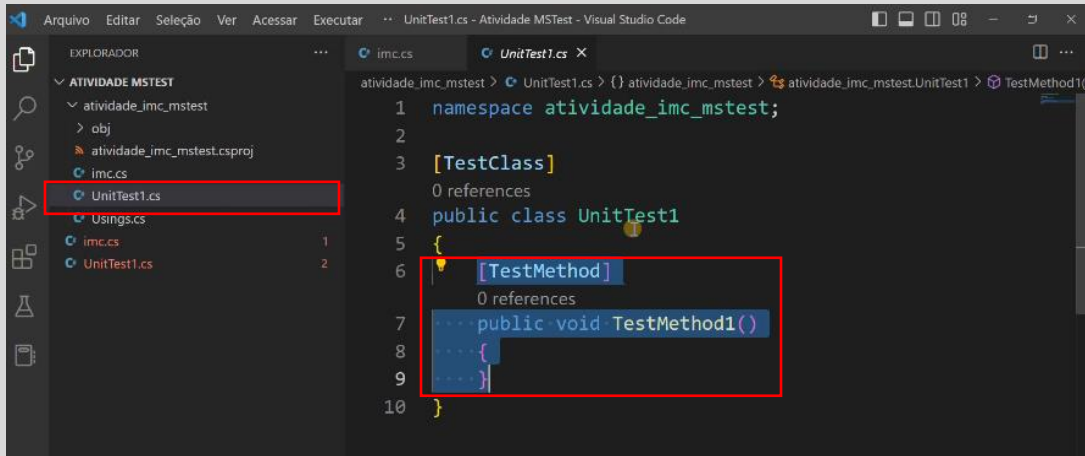 Arquivo Editar Seleção Ver Acessar Executar ··· UnitTest1.cs - Atividade MSTest - Visual Studio Code
EXPLORADOR ···
ATIVIDADE MSTEST
atividade_imc_mstest
obj
atividade_imc_mstest.csproj
imc.cs
UnitTest1.cs
Usings.cs
imc.cs 1
UnitTest1.cs 2
imc.cs UnitTest1.cs
atividade_imc_mstest > UnitTest1.cs > {} atividade_imc_mstest > atividade_imc_mstest.UnitTest1 > TestMethod1(
1 namespace atividade_imc_mstest;
2
3 [TestClass]
0 references
4 public class UnitTest1
5 {
6 [TestMethod]
0 references
7 public void TestMethod1()
8 {
9 }
10 }